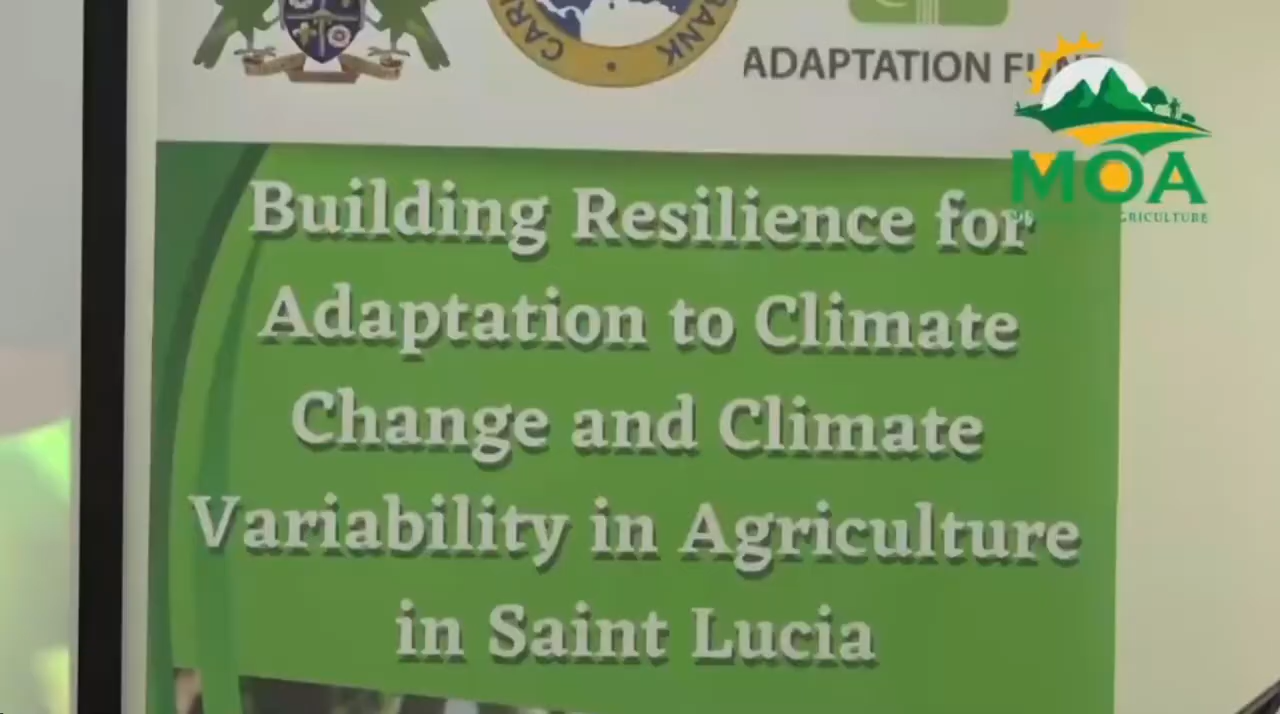 ADAPTATION
MOA
Building Resilience for
Adaptation to Climate
Change and Climate
Variability in Agriculture
in Saint Lucia